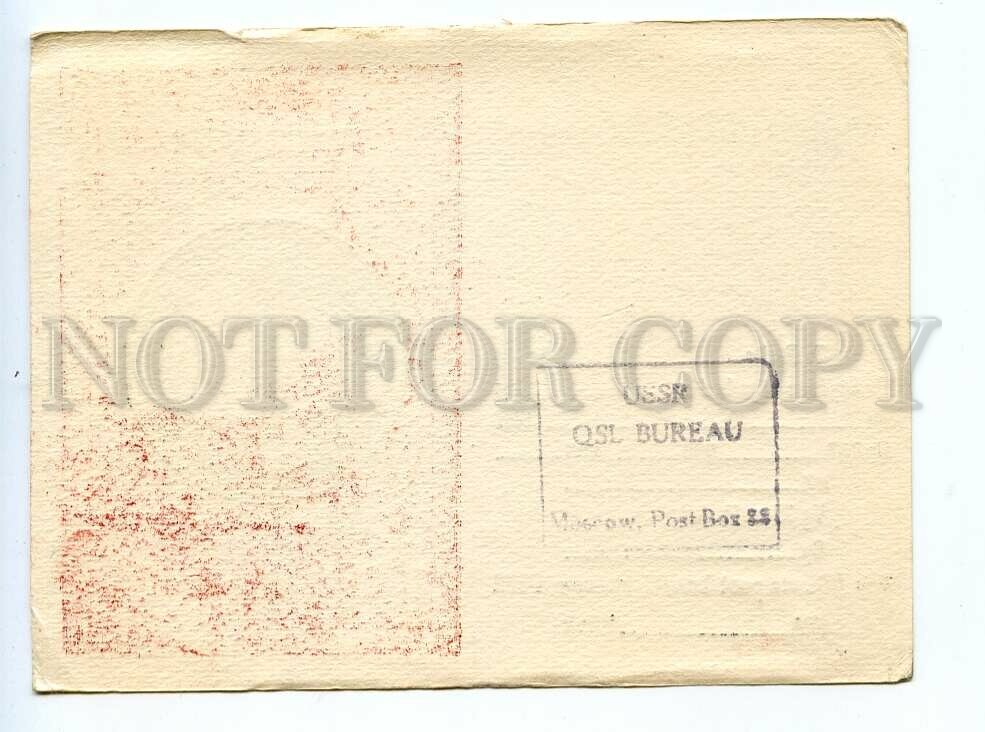 NOT FOR COPY
USSR
QSL BUREAU
Moscow, Post Box